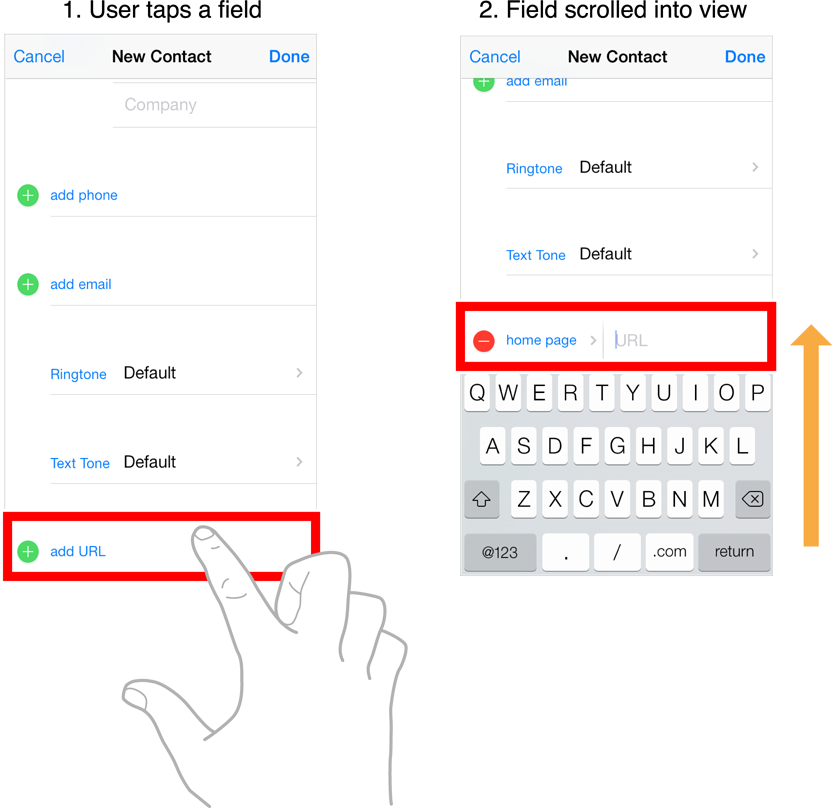 1. User taps a field
Cancel New Contact Done
Company
add phone
add email
Ringtone Default
Text Tone Default
add URL
2. Field scrolled into view
Cancel New Contact Done
add email
Ringtone Default
Text Tone Default
home page URL
Q W E R T Y U I O P
A S D F G H J K L
Z X C V B N M
@123 . / .com return